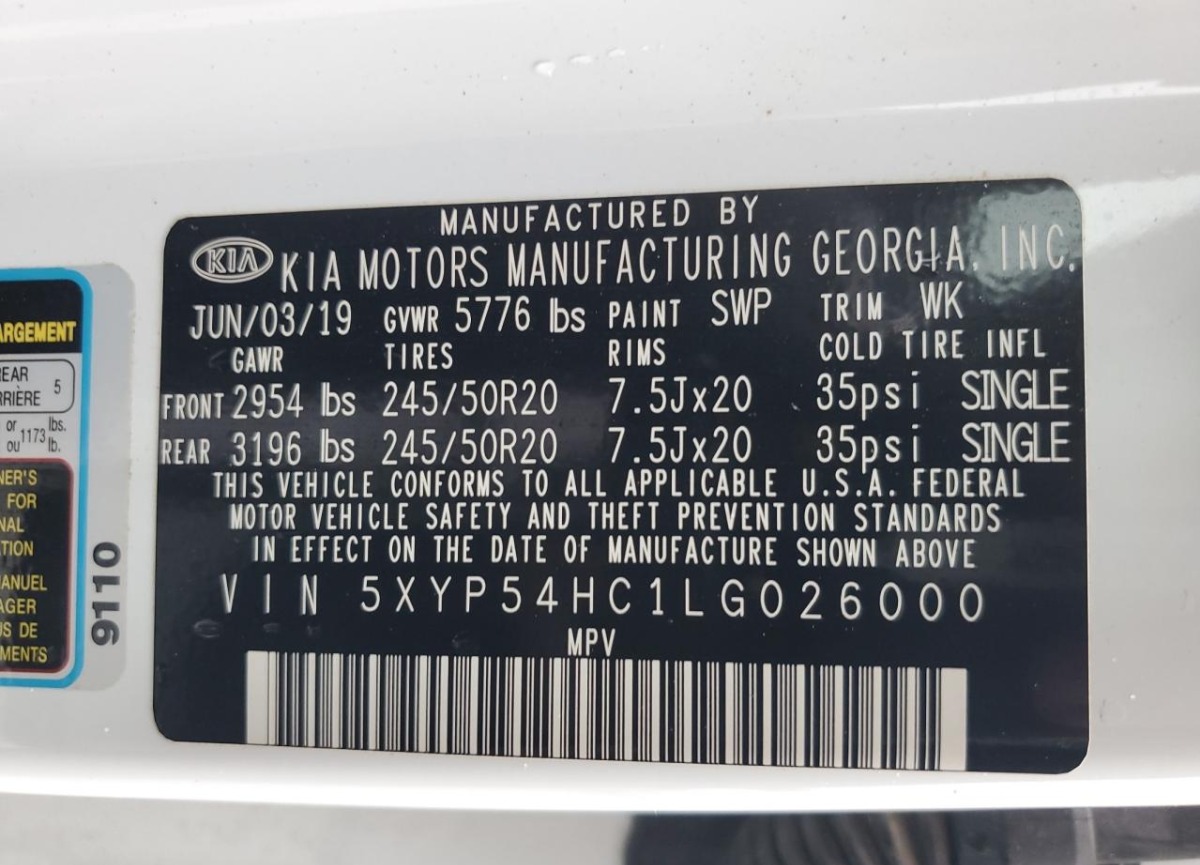 MANUFACTURED BY
KIA KIA MOTORS MANUFACTURING GEORGIA, INC.
JUN/03/19 GVWR 5776 lbs PAINT SWP TRIM WK
GAWR TIRES RIMS COLD TIRE INFL
FRONT 2954 lbs 245/50R20 7.5Jx20 35psi SINGLE
REAR 3196 lbs 245/50R20 7.5Jx20 35psi SINGLE
THIS VEHICLE CONFORMS TO ALL APPLICABLE U.S.A. FEDERAL
MOTOR VEHICLE SAFETY AND THEFT PREVENTION STANDARDS
IN EFFECT ON THE DATE OF MANUFACTURE SHOWN ABOVE
VIN 5XYP54HC1LG026000
MPV
ARGEMENT
EAR
RRIÈRE 5
or lbs.
ou 1173 lb.
NER'S
FOR
NAL
TION
MANUEL
AGER
US DE
MENTS
9110